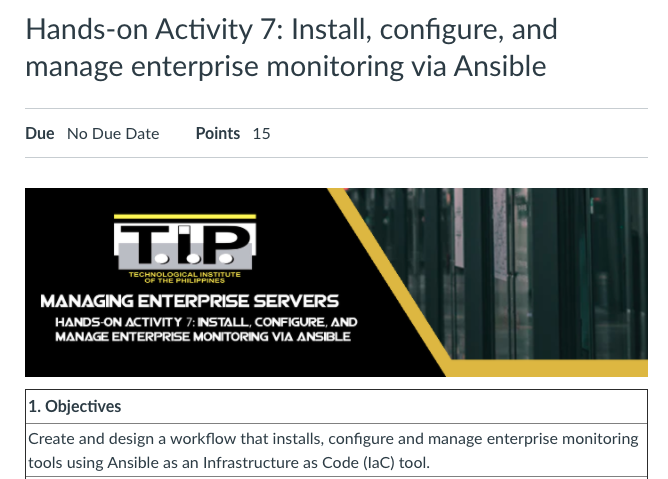 Hands-on Activity 7: Install, configure, and
manage enterprise monitoring via Ansible
Due No Due Date Points 15
T.I.P.
TECHNOLOGICAL INSTITUTE
OF THE PHILIPPINES
MANAGING ENTERPRISE SERVERS
HANDS-ON ACTIVITY 7: INSTALL, CONFIGURE, AND
MANAGE ENTERPRISE MONITORING VIA ANSIBLE
1. Objectives
Create and design a workflow that installs, configure and manage enterprise monitoring
tools using Ansible as an Infrastructure as Code (IaC) tool.